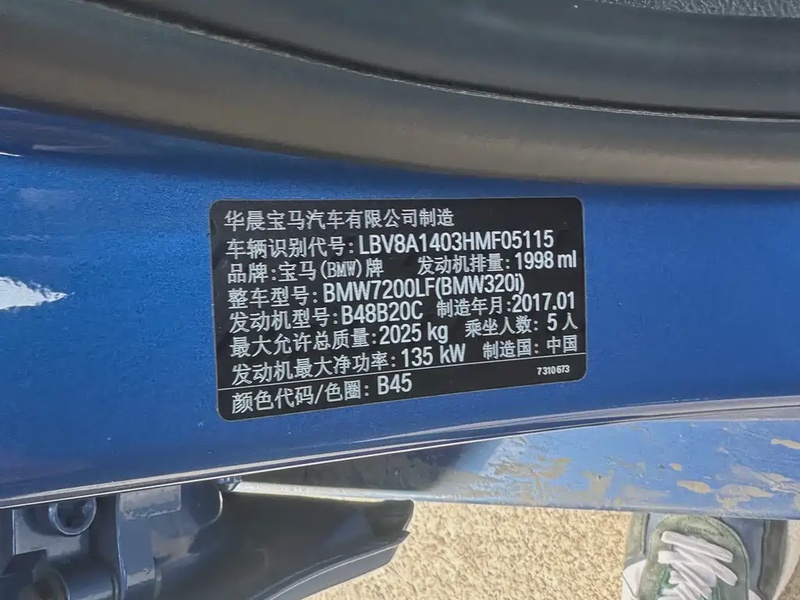 华晨宝马汽车有限公司制造
车辆识别代号: LBV8A1403HMF05115
品牌: 宝马(BMW)牌 发动机排量: 1998 ml
整车型号: BMW7200LF(BMW320i)
发动机型号: B48B20C 制造年月: 2017.01
最大允许总质量: 2025 kg 乘坐人数: 5 人
发动机最大净功率: 135 kW 制造国: 中国
7310673
颜色代码/色圈: B45